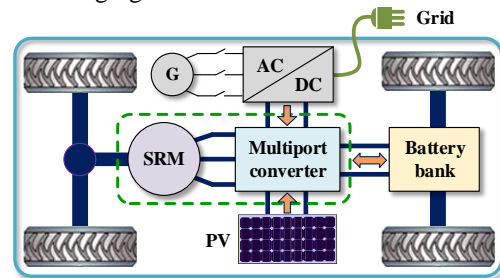 Grid
G
AC
DC
SRM
Multiport
converter
Battery
bank
PV